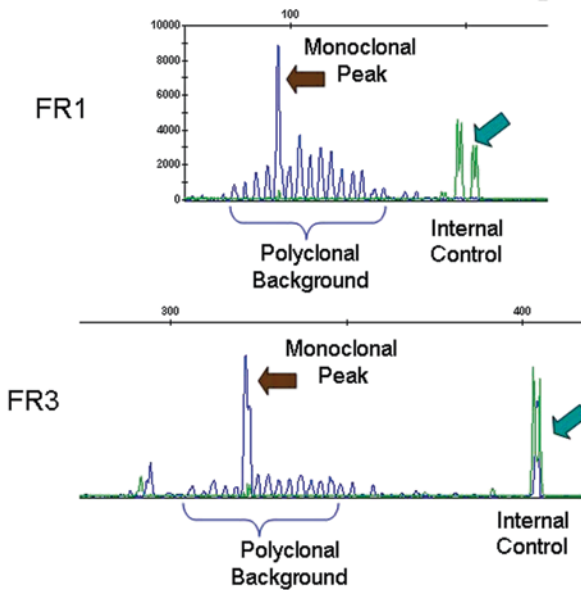 100
10000
8000
6000
4000
2000
0
FR1
Monoclonal
Peak
Polyclonal
Background
Internal
Control
300
400
FR3
Monoclonal
Peak
Polyclonal
Background
Internal
Control